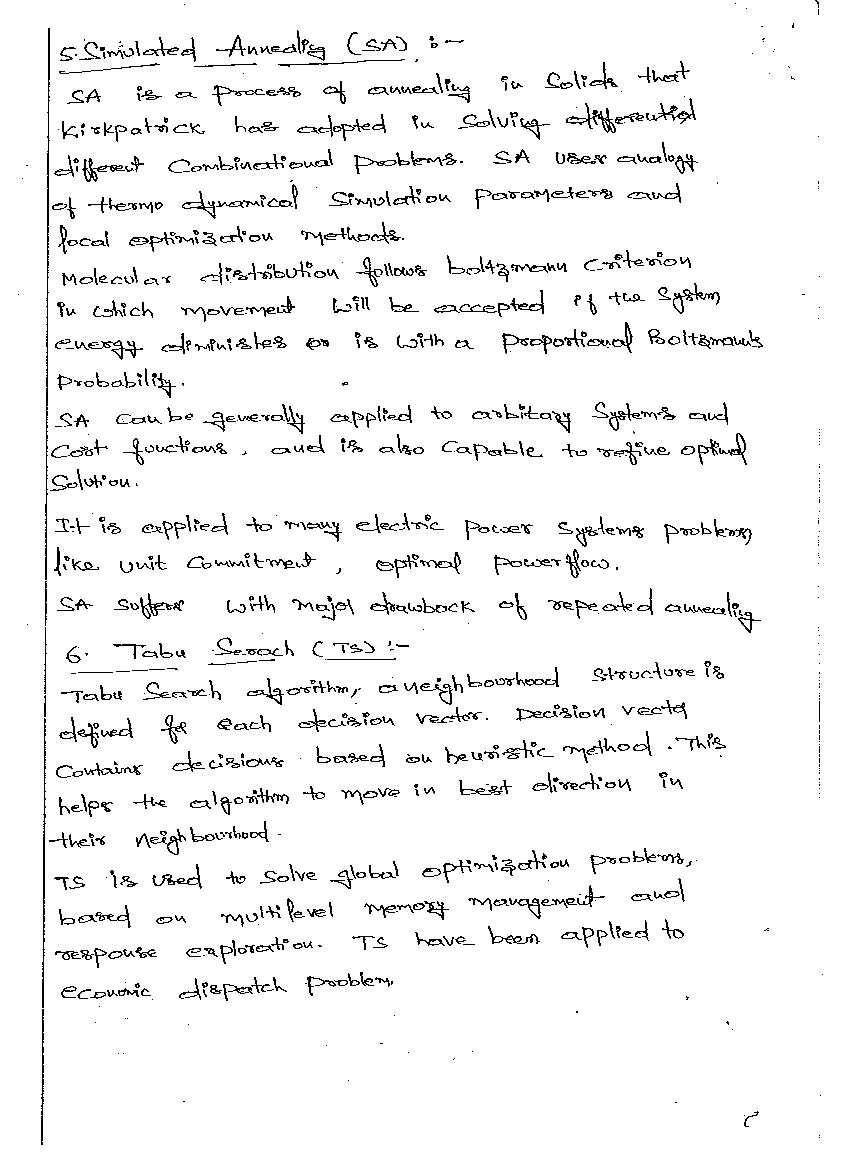 5. Simulated Annealing (SA) :-
SA is a process of annealing in Solids that
Kirkpatrick has adopted in Solving
different Combinational problems. SA uses analogy
of thermo dynamical Simulation parameters and
local optimization methods.
Molecular distribution follows boltzmann Criterion
in which movement will be accepted if the System
energy diminishes or is with a proportional Boltzmann's
Probability.
SA can be generally applied to arbitary Systems and
Cost functions, and is also Capable to refine optimal
Solution.
It is applied to many electric power systems problems
like unit Commitment, optimal powerflow.
SA suffers with major drawback of repeated annealing
6. Tabu Serach (TS) :-
Tabu Search algorithm, a neighbourhood structure is
defined for each decision vector. Decision vector
Contains decisions based on heuristic method. This
helps the algorithm to move in best direction in
their neighbourhood.
TS is used to solve global optimization problems,
based on multilevel memory management and
response exploration. TS have been applied to
economic dispatch problem.